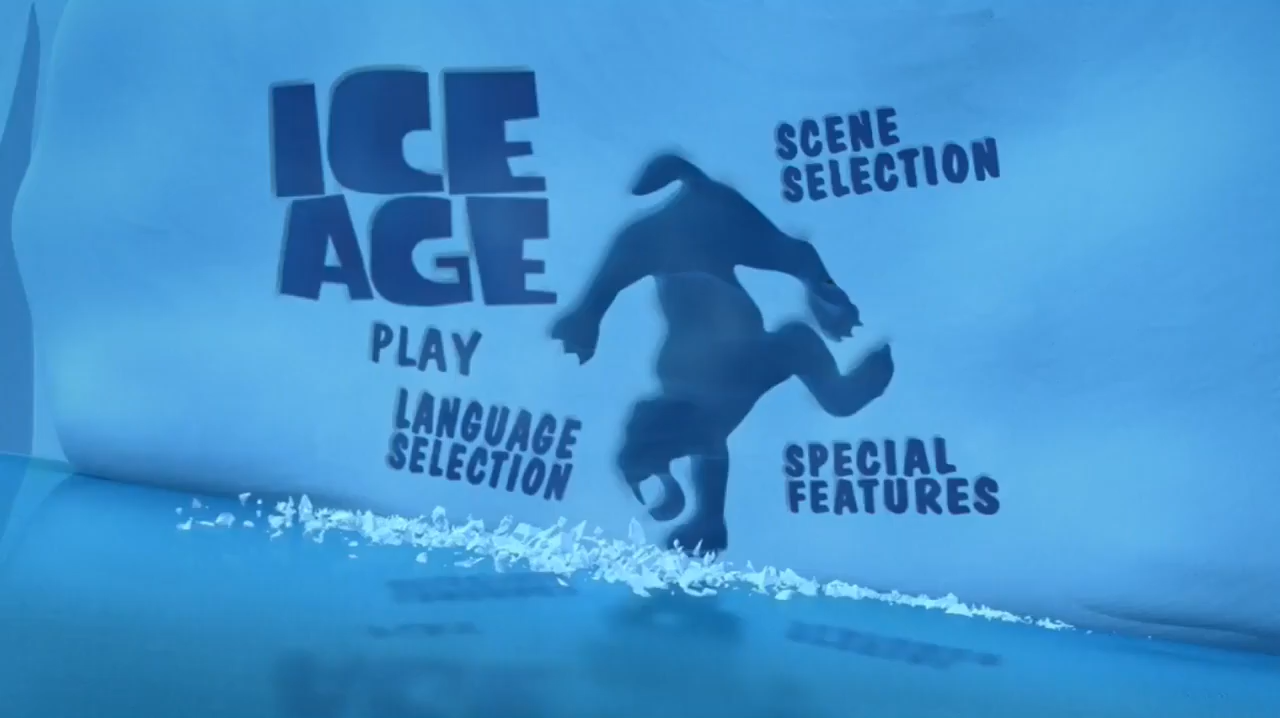 ICE
AGE
PLAY
LANGUAGE
SELECTION
SCENE
SELECTION
SPECIAL
FEATURES